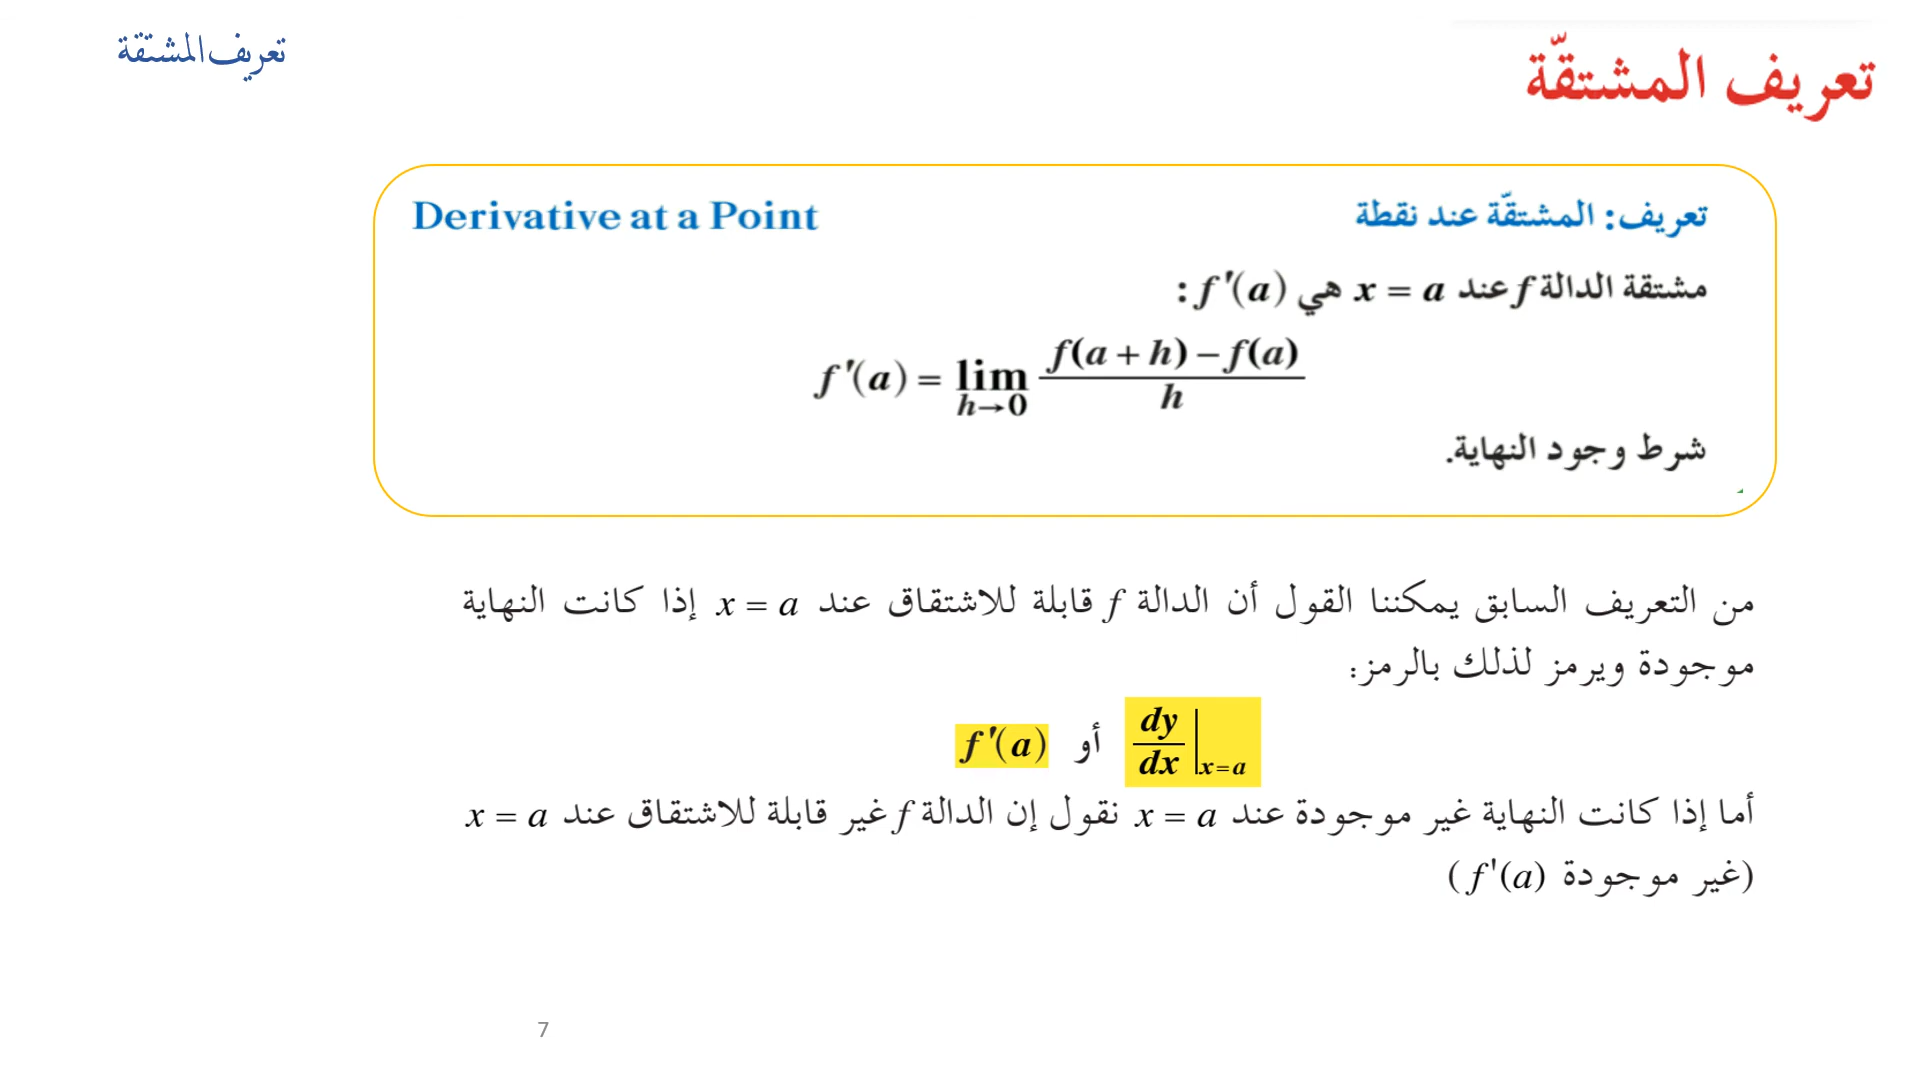 تعريف المشتقة
تعريف المشتقّة
تعريف: المشتقّة عند نقطة Derivative at a Point
مشتقة الدالة f عند x = a هي f'(a) :
f'(a) = lim h→0 f(a + h) − f(a) / h
شرط وجود النهاية.
من التعريف السابق يمكننا القول أن الدالة f قابلة للاشتقاق عند x = a إذا كانت النهاية
موجودة ويرمز لذلك بالرمز:
dy/dx |x=a أو f'(a)
أما إذا كانت النهاية غير موجودة عند x = a نقول إن الدالة f غير قابلة للاشتقاق عند x = a
(غير موجودة f'(a))
7